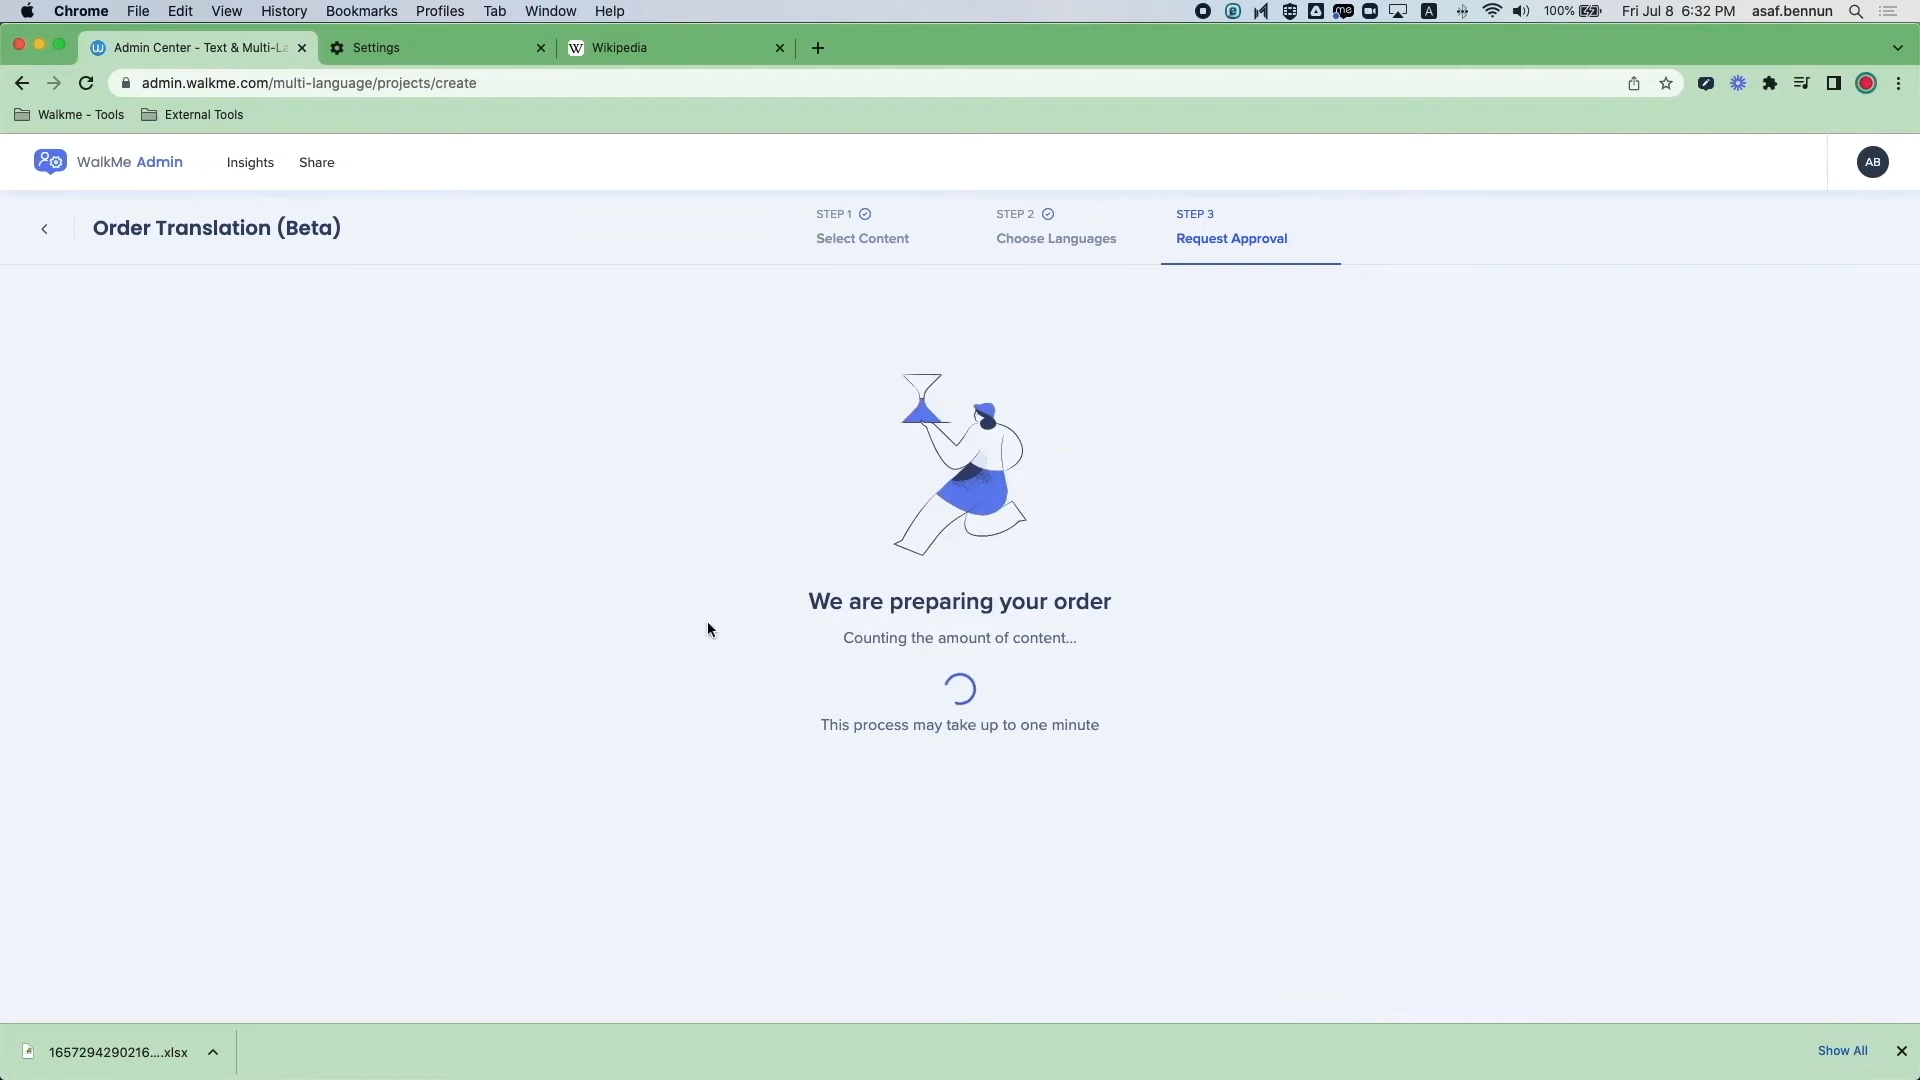 Chrome File Edit View History Bookmarks Profiles Tab Window Help me A 100% Fri Jul 8 6:32 PM asaf.bennun
Admin Center - Text & Multi-La Settings W Wikipedia
admin.walkme.com/multi-language/projects/create
Walkme - Tools External Tools
WalkMe Admin Insights Share AB
Order Translation (Beta)
STEP 1 STEP 2 STEP 3
Select Content Choose Languages Request Approval
We are preparing your order
Counting the amount of content...
This process may take up to one minute
1657294290216....xlsx Show All